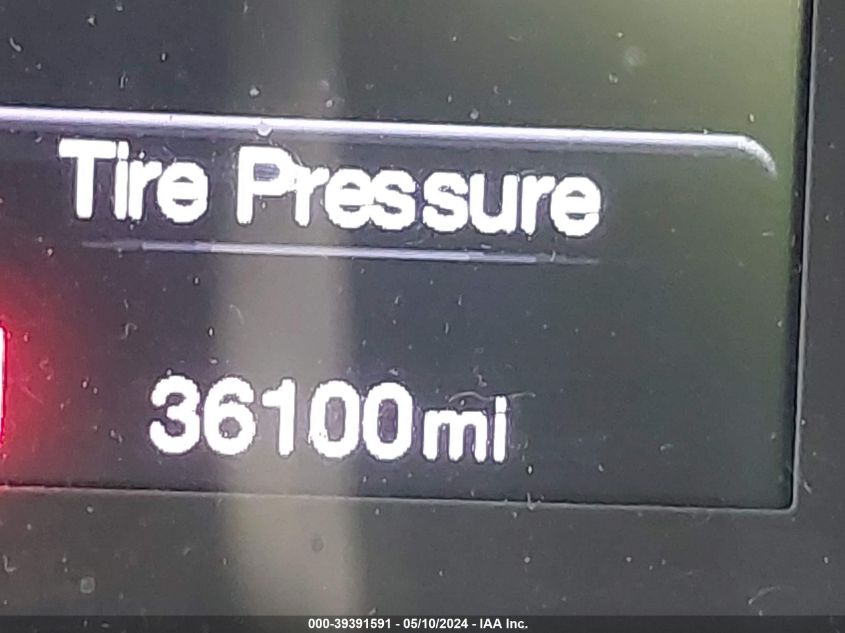 Tire Pressure
36100mi
000-39391591 - 05/10/2024 - IAA Inc.